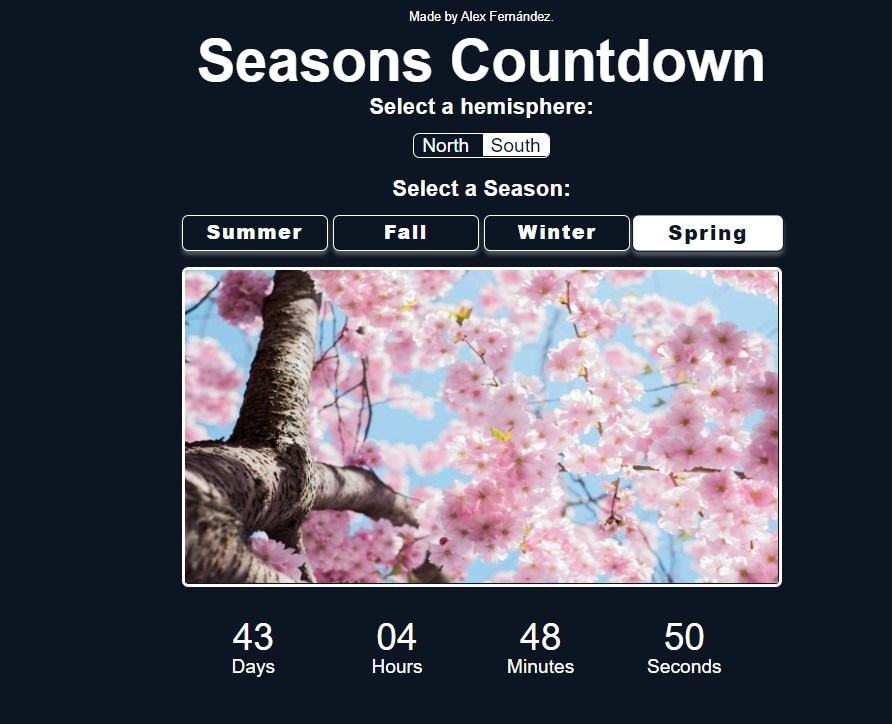 Made by Alex Fernández.
Seasons Countdown
Select a hemisphere:
North South
Select a Season:
Summer Fall Winter Spring
43 04 48 50
Days Hours Minutes Seconds